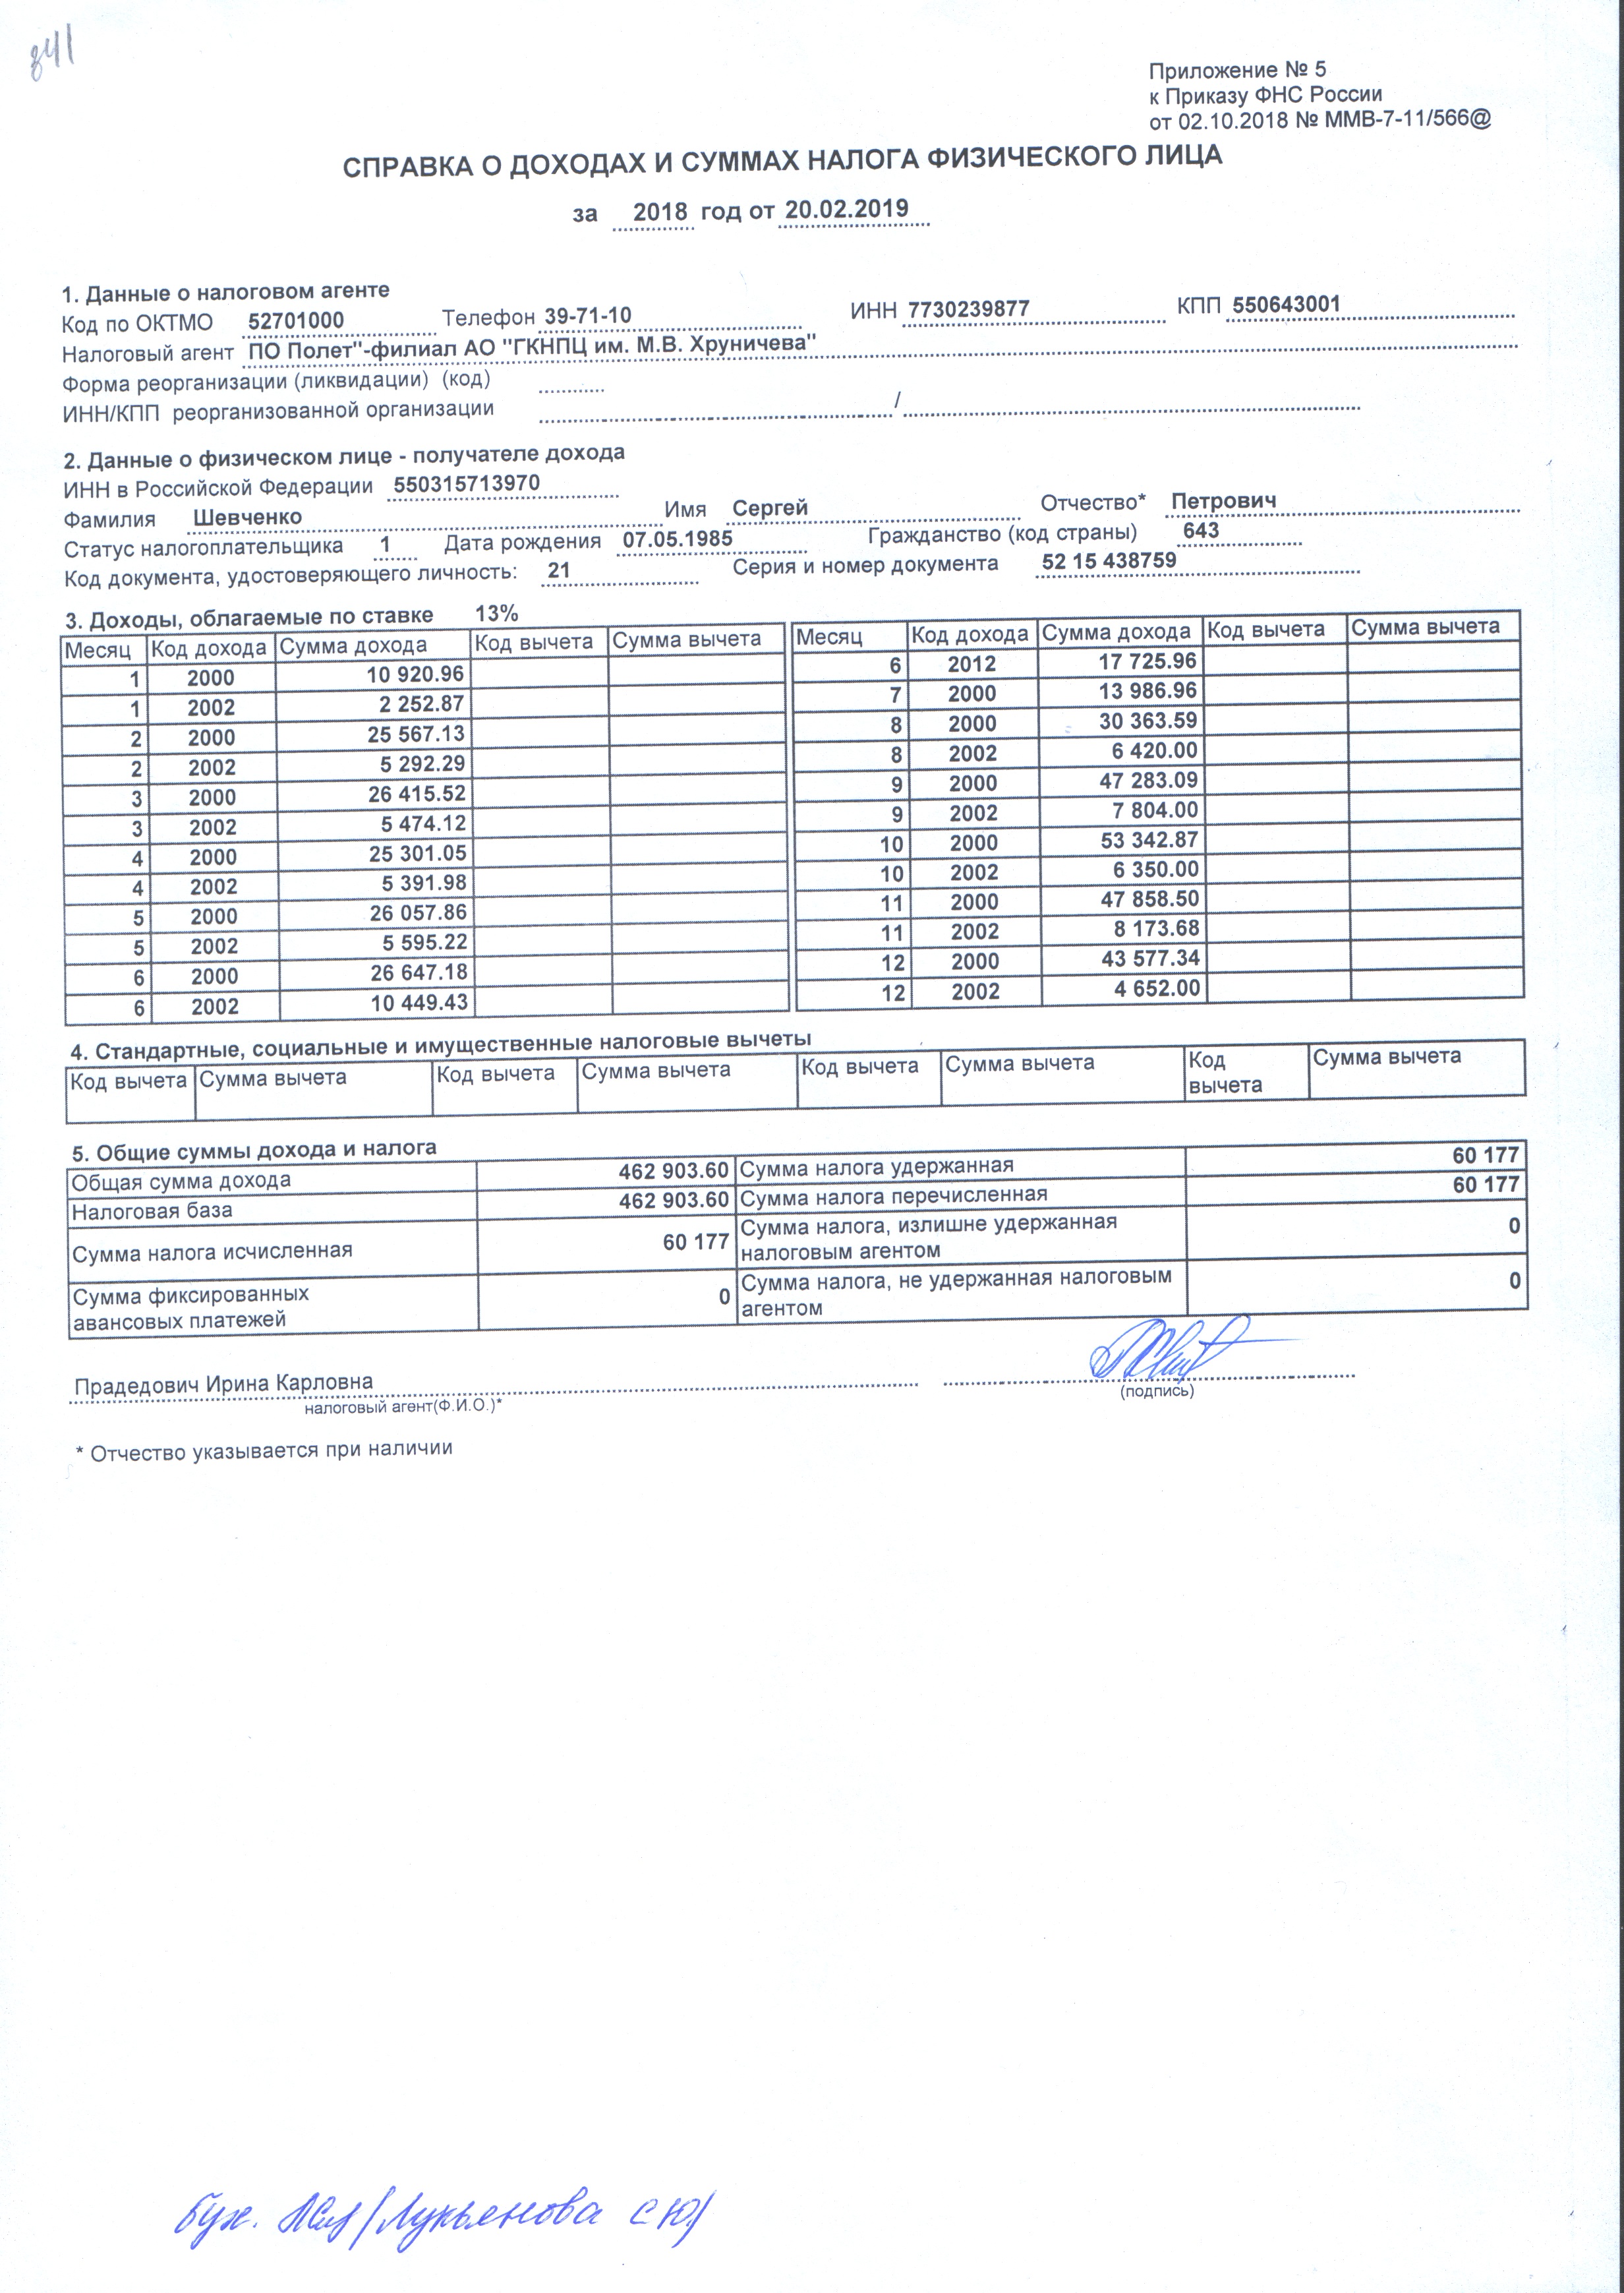 841
Приложение № 5
к Приказу ФНС России
от 02.10.2018 № ММВ-7-11/566@
СПРАВКА О ДОХОДАХ И СУММАХ НАЛОГА ФИЗИЧЕСКОГО ЛИЦА
за 2018 год от 20.02.2019
1. Данные о налоговом агенте
Код по ОКТМО 52701000 Телефон 39-71-10 ИНН 7730239877 КПП 550643001
Налоговый агент ПО Полет"-филиал АО "ГКНПЦ им. М.В. Хруничева"
Форма реорганизации (ликвидации) (код)
ИНН/КПП реорганизованной организации /
2. Данные о физическом лице - получателе дохода
ИНН в Российской Федерации 550315713970
Фамилия Шевченко Имя Сергей Отчество* Петрович
Статус налогоплательщика 1 Дата рождения 07.05.1985 Гражданство (код страны) 643
Код документа, удостоверяющего личность: 21 Серия и номер документа 52 15 438759
3. Доходы, облагаемые по ставке 13%
Месяц Код дохода Сумма дохода Код вычета Сумма вычета
1 2000 10 920.96
1 2002 2 252.87
2 2000 25 567.13
2 2002 5 292.29
3 2000 26 415.52
3 2002 5 474.12
4 2000 25 301.05
4 2002 5 391.98
5 2000 26 057.86
5 2002 5 595.22
6 2000 26 647.18
6 2002 10 449.43
Месяц Код дохода Сумма дохода Код вычета Сумма вычета
6 2012 17 725.96
7 2000 13 986.96
8 2000 30 363.59
8 2002 6 420.00
9 2000 47 283.09
9 2002 7 804.00
10 2000 53 342.87
10 2002 6 350.00
11 2000 47 858.50
11 2002 8 173.68
12 2000 43 577.34
12 2002 4 652.00
4. Стандартные, социальные и имущественные налоговые вычеты
Код вычета Сумма вычета Код вычета Сумма вычета Код вычета Сумма вычета Код вычета Сумма вычета
5. Общие суммы дохода и налога
Общая сумма дохода 462 903.60 Сумма налога удержанная 60 177
Налоговая база 462 903.60 Сумма налога перечисленная 60 177
Сумма налога исчисленная 60 177 Сумма налога, излишне удержанная налоговым агентом 0
Сумма фиксированных авансовых платежей 0 Сумма налога, не удержанная налоговым агентом 0
Прадедович Ирина Карловна
налоговый агент(Ф.И.О.)*
(подпись)
* Отчество указывается при наличии
бух. /Лукьянова С Ю/